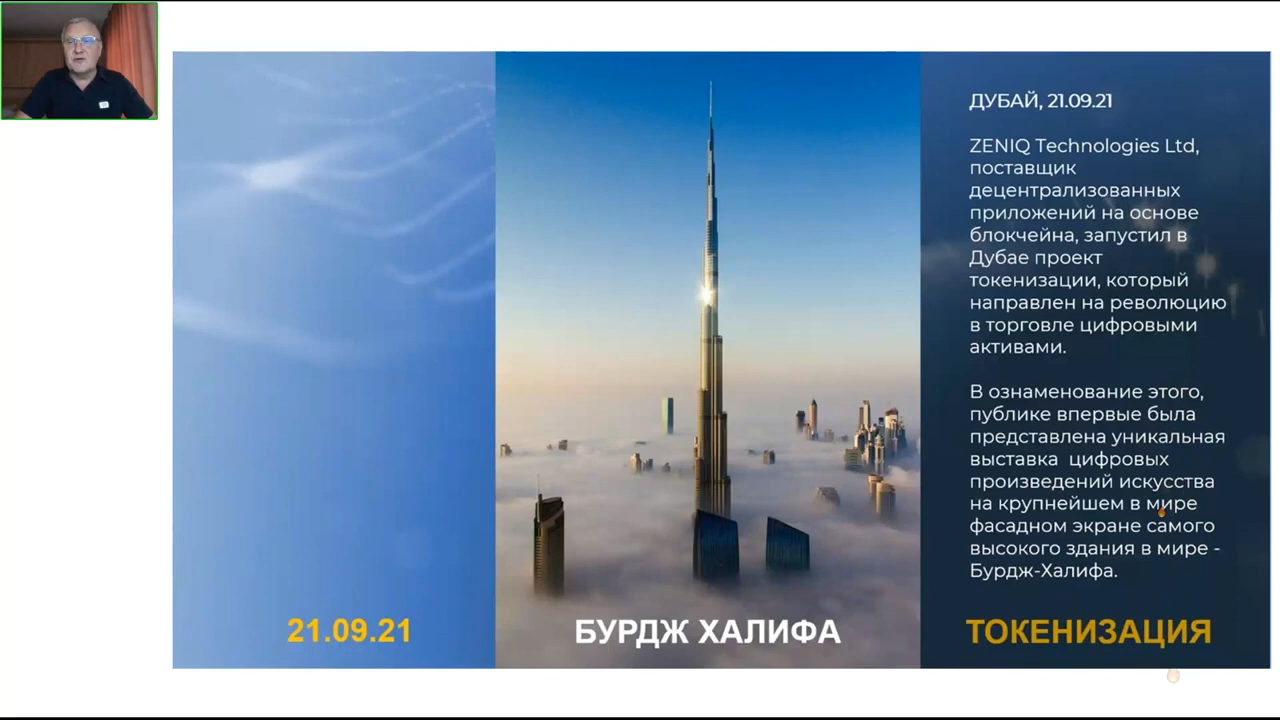 ДУБАЙ, 21.09.21
ZENIQ Technologies Ltd,
поставщик
децентрализованных
приложений на основе
блокчейна, запустил в
Дубае проект
токенизации, который
направлен на революцию
в торговле цифровыми
активами.
В ознаменование этого,
публике впервые была
представлена уникальная
выставка цифровых
произведений искусства
на крупнейшем в мире
фасадном экране самого
высокого здания в мире -
Бурдж-Халифа.
21.09.21
БУРДЖ ХАЛИФА
ТОКЕНИЗАЦИЯ